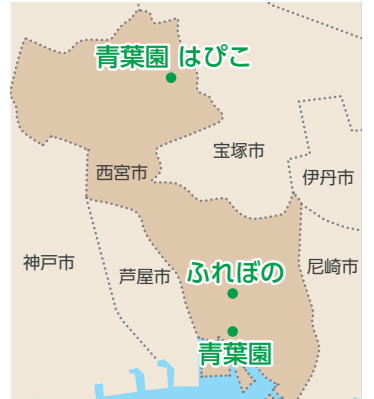 青葉園 はぴこ
宝塚市
西宮市
伊丹市
神戸市
芦屋市
ふれぼの
尼崎市
青葉園